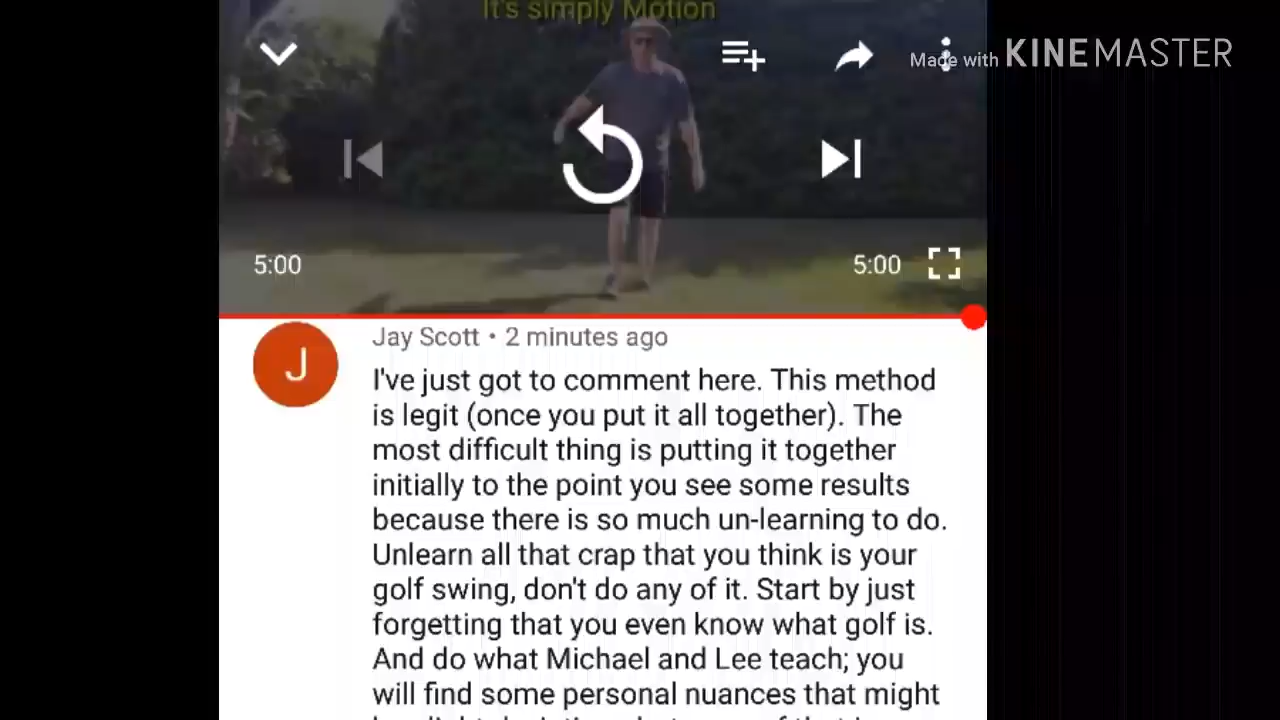 It's simply Motion
Made with KINEMASTER
5:00
5:00
Jay Scott • 2 minutes ago
J
I've just got to comment here. This method
is legit (once you put it all together). The
most difficult thing is putting it together
initially to the point you see some results
because there is so much un-learning to do.
Unlearn all that crap that you think is your
golf swing, don't do any of it. Start by just
forgetting that you even know what golf is.
And do what Michael and Lee teach; you
will find some personal nuances that might